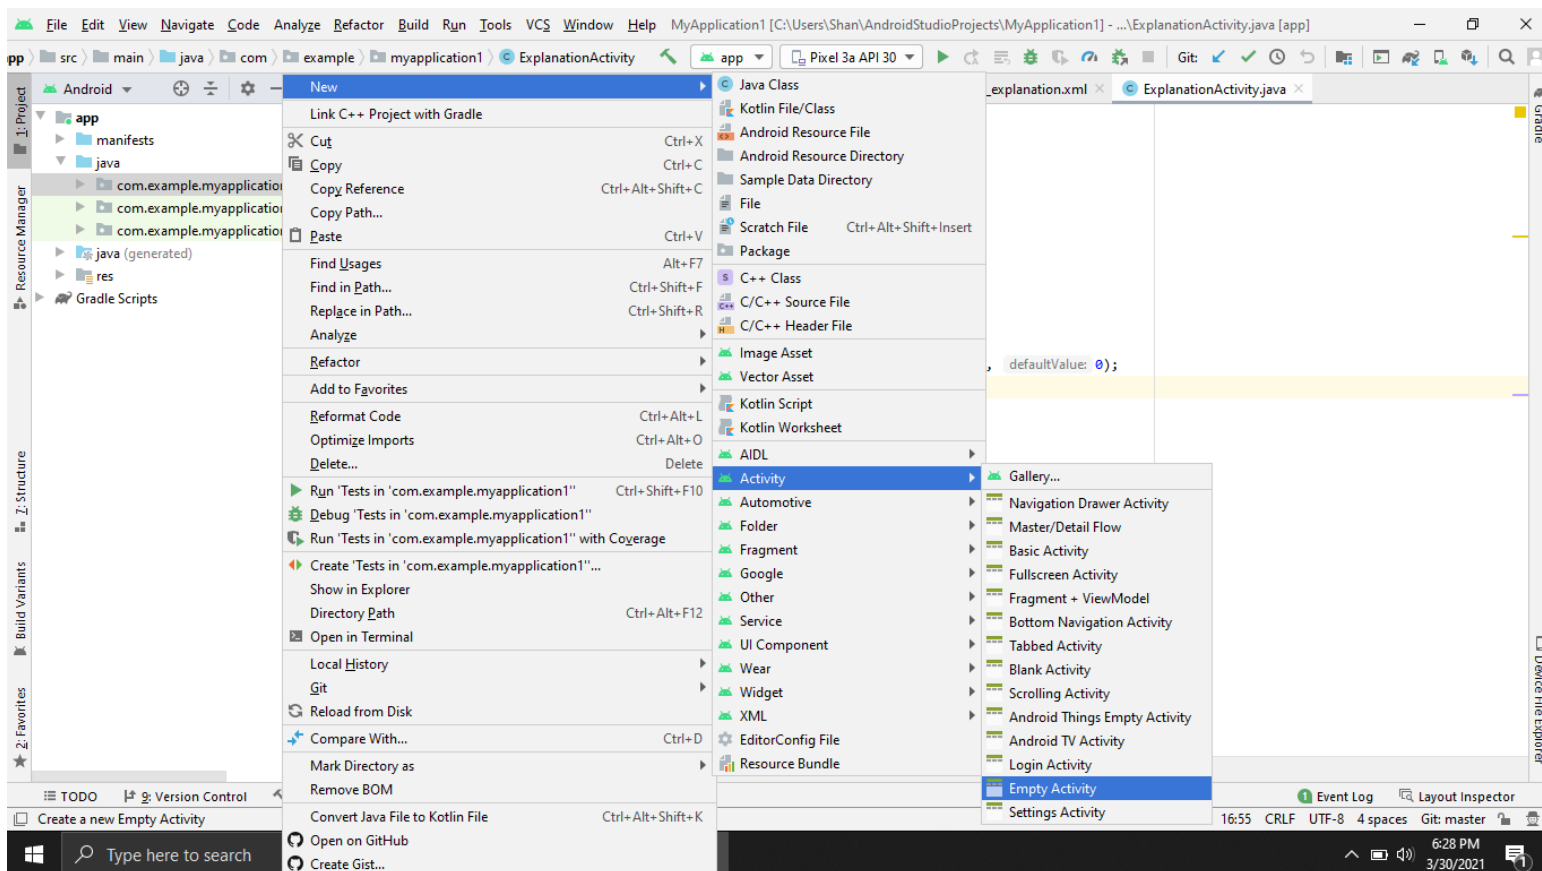 File Edit View Navigate Code Analyze Refactor Build Run Tools VCS Window Help MyApplication1 [C:\Users\Shan\AndroidStudioProjects\MyApplication1] - ...\ExplanationActivity.java [app]
pp src main java com example myapplication1 ExplanationActivity app Pixel 3a API 30 Git:
Android
_explanation.xml
ExplanationActivity.java
1: Project
Resource Manager
7: Structure
Build Variants
2: Favorites
Gradle
Device File Explorer
app
manifests
java
com.example.myapplication
com.example.myapplication
com.example.myapplication
java (generated)
res
Gradle Scripts
New
Link C++ Project with Gradle
Cut Ctrl+X
Copy Ctrl+C
Copy Reference Ctrl+Alt+Shift+C
Copy Path...
Paste Ctrl+V
Find Usages Alt+F7
Find in Path... Ctrl+Shift+F
Replace in Path... Ctrl+Shift+R
Analyze
Refactor
Add to Favorites
Reformat Code Ctrl+Alt+L
Optimize Imports Ctrl+Alt+O
Delete... Delete
Run 'Tests in 'com.example.myapplication1'' Ctrl+Shift+F10
Debug 'Tests in 'com.example.myapplication1''
Run 'Tests in 'com.example.myapplication1'' with Coverage
Create 'Tests in 'com.example.myapplication1''...
Show in Explorer
Directory Path Ctrl+Alt+F12
Open in Terminal
Local History
Git
Reload from Disk
Compare With... Ctrl+D
Mark Directory as
Remove BOM
Convert Java File to Kotlin File Ctrl+Alt+Shift+K
Open on GitHub
Create Gist...
Java Class
Kotlin File/Class
Android Resource File
Android Resource Directory
Sample Data Directory
File
Scratch File Ctrl+Alt+Shift+Insert
Package
C++ Class
C/C++ Source File
C/C++ Header File
Image Asset
Vector Asset
Kotlin Script
Kotlin Worksheet
AIDL
Activity
Automotive
Folder
Fragment
Google
Other
Service
UI Component
Wear
Widget
XML
EditorConfig File
Resource Bundle
, defaultValue: 0);
Gallery...
Navigation Drawer Activity
Master/Detail Flow
Basic Activity
Fullscreen Activity
Fragment + ViewModel
Bottom Navigation Activity
Tabbed Activity
Blank Activity
Scrolling Activity
Android Things Empty Activity
Android TV Activity
Login Activity
Empty Activity
Settings Activity
TODO 9: Version Control 1 Event Log Layout Inspector
Create a new Empty Activity 16:55 CRLF UTF-8 4 spaces Git: master
Type here to search
6:28 PM
3/30/2021
1